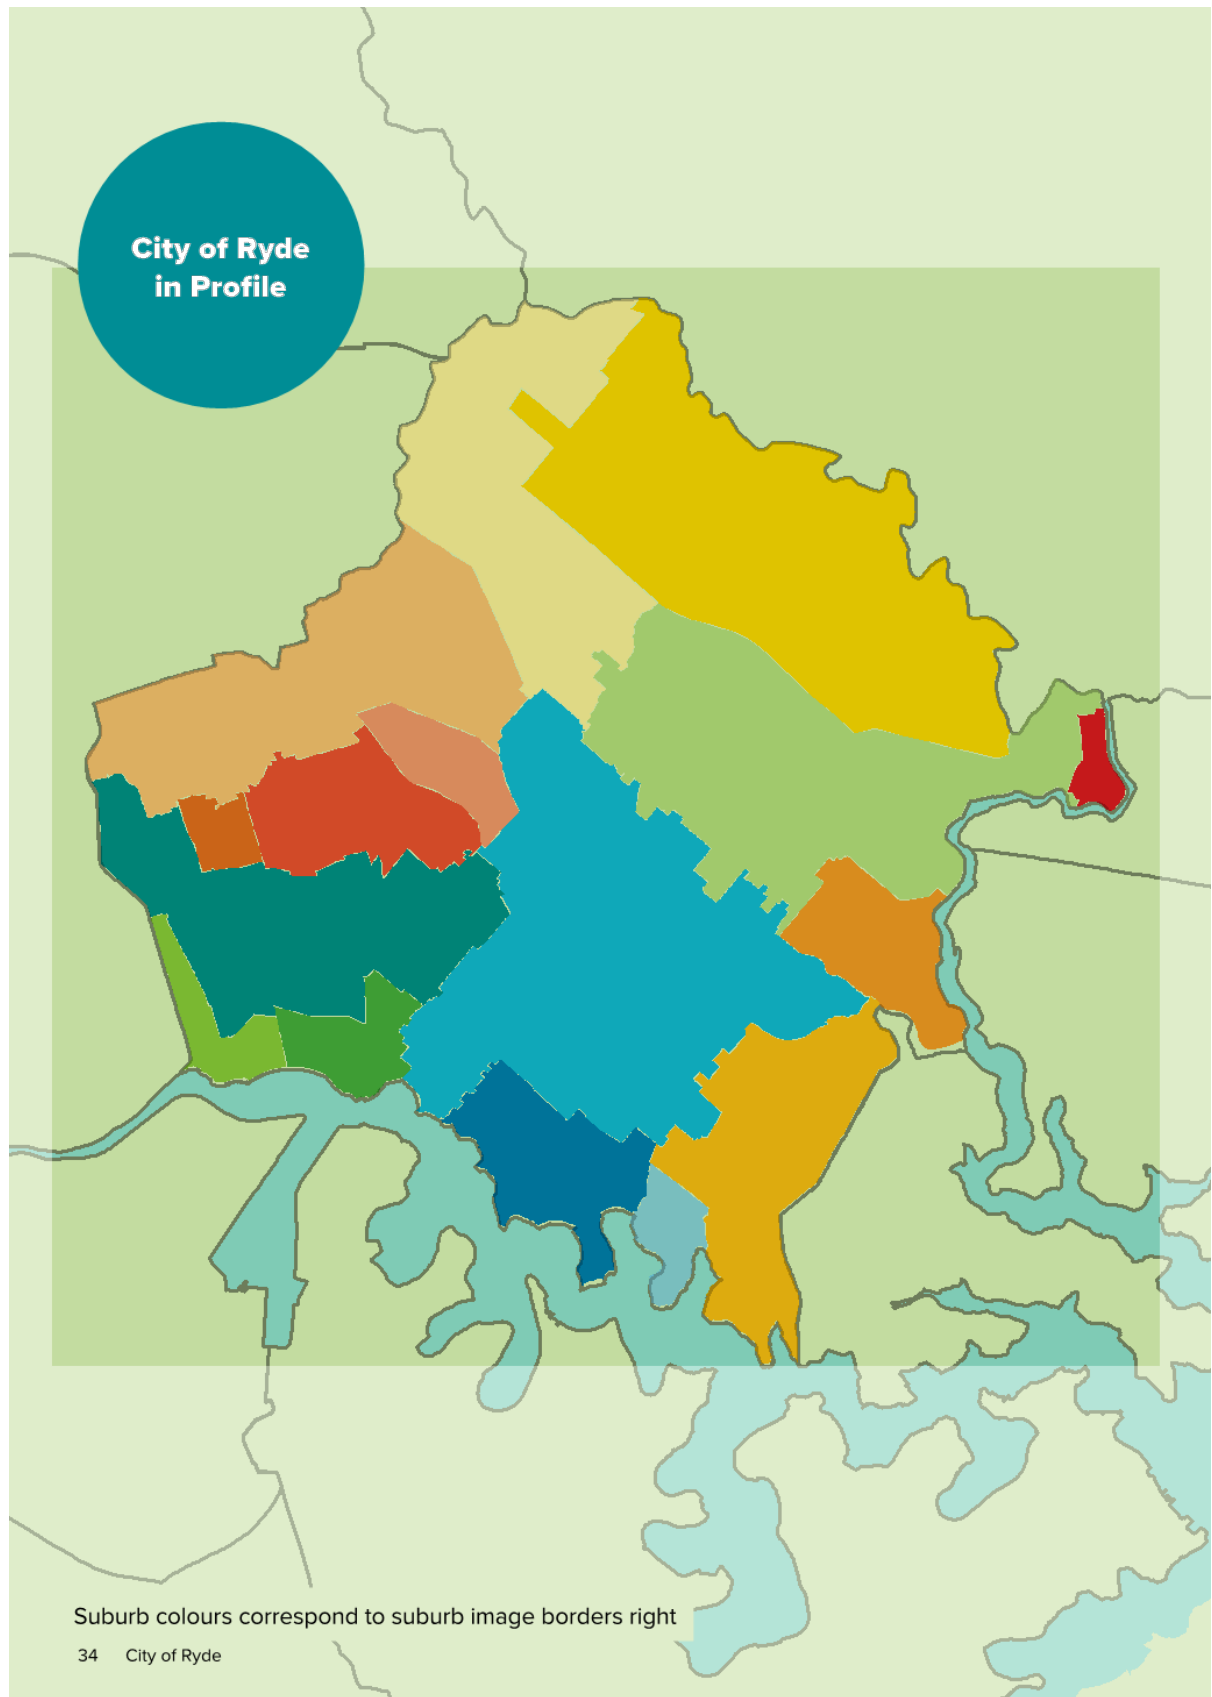 City of Ryde
in Profile
Suburb colours correspond to suburb image borders right
34 City of Ryde